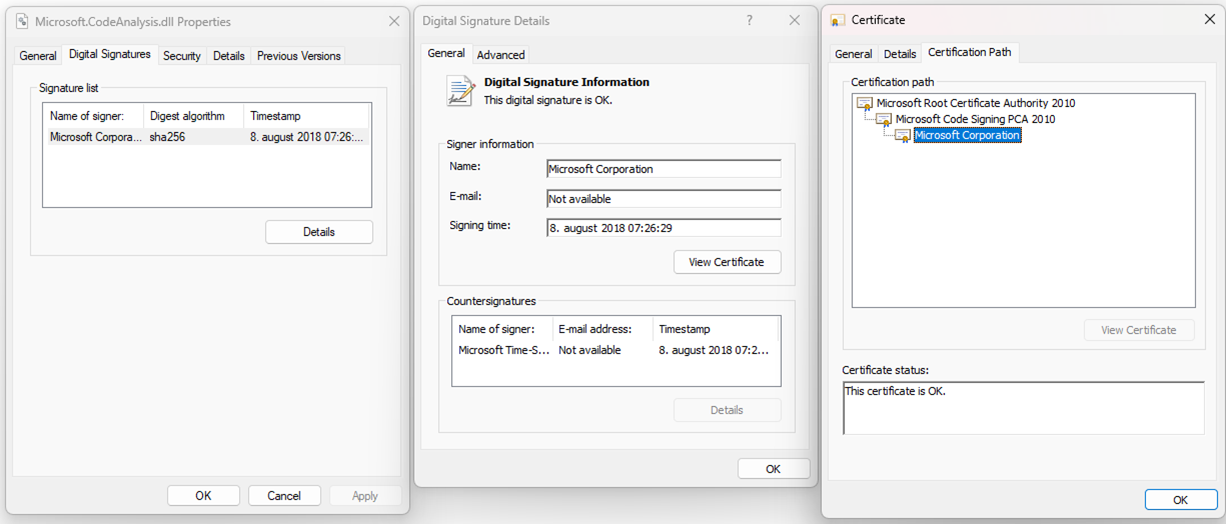 Microsoft.CodeAnalysis.dll Properties
General Digital Signatures Security Details Previous Versions
Signature list
Name of signer: Digest algorithm Timestamp
Microsoft Corpora... sha256 8. august 2018 07:26:...
Details
OK Cancel Apply
Digital Signature Details ?
General Advanced
Digital Signature Information
This digital signature is OK.
Signer information
Name: Microsoft Corporation
E-mail: Not available
Signing time: 8. august 2018 07:26:29
View Certificate
Countersignatures
Name of signer: E-mail address: Timestamp
Microsoft Time-S... Not available 8. august 2018 07:2...
Details
OK
Certificate
General Details Certification Path
Certification path
Microsoft Root Certificate Authority 2010
Microsoft Code Signing PCA 2010
Microsoft Corporation
View Certificate
Certificate status:
This certificate is OK.
OK